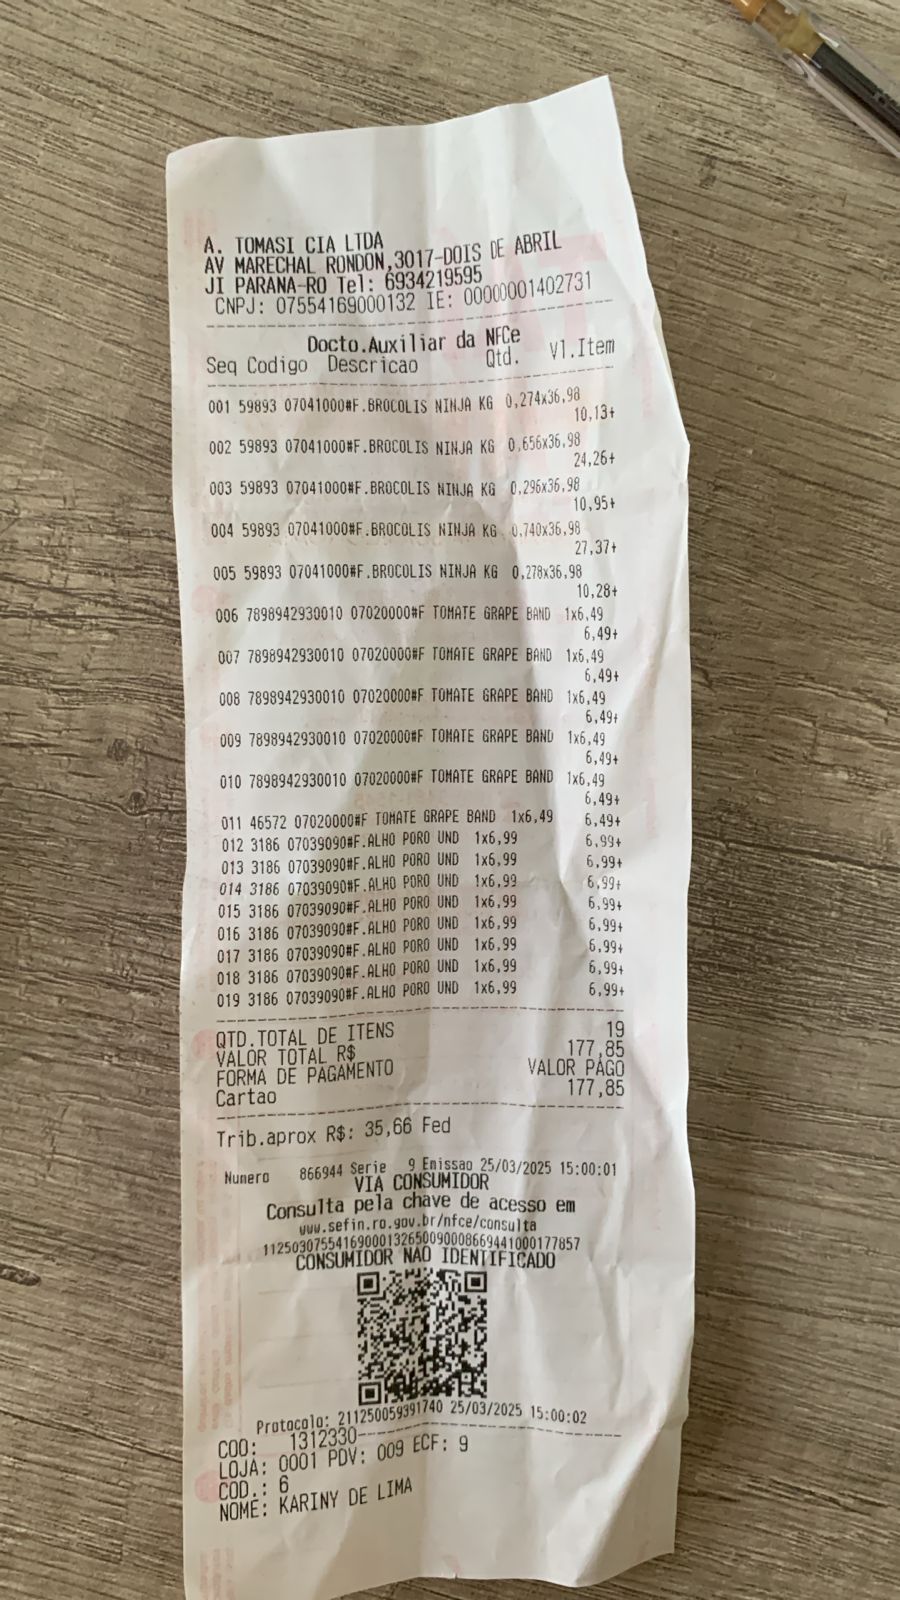 A. TOMASI CIA LTDA
AV MARECHAL RONDON,3017-DOIS DE ABRIL
JI PARANA-RO Tel: 6934219595
CNPJ: 07554169000132 IE: 00000001402731
Docto.Auxiliar da NFCe
Seq Codigo Descricao Qtd. Vl.Item
001 59893 07041000#F.BROCOLIS NINJA KG 0,274x36,98
10,13+
002 59893 07041000#F.BROCOLIS NINJA KG 0,656x36,98
24,26+
003 59893 07041000#F.BROCOLIS NINJA KG 0,296x36,98
10,95+
004 59893 07041000#F.BROCOLIS NINJA KG 0,740x36,98
27,37+
005 59893 07041000#F.BROCOLIS NINJA KG 0,278x36,98
10,28+
006 7898942930010 07020000#F TOMATE GRAPE BAND 1x6,49
6,49+
007 7898942930010 07020000#F TOMATE GRAPE BAND 1x6,49
6,49+
008 7898942930010 07020000#F TOMATE GRAPE BAND 1x6,49
6,49+
009 7898942930010 07020000#F TOMATE GRAPE BAND 1x6,49
6,49+
010 7898942930010 07020000#F TOMATE GRAPE BAND 1x6,49
6,49+
011 46572 07020000#F TOMATE GRAPE BAND 1x6,49 6,49+
012 3186 07039090#F.ALHO PORO UND 1x6,99 6,99+
013 3186 07039090#F.ALHO PORO UND 1x6,99 6,99+
014 3186 07039090#F.ALHO PORO UND 1x6,99 6,99+
015 3186 07039090#F.ALHO PORO UND 1x6,99 6,99+
016 3186 07039090#F.ALHO PORO UND 1x6,99 6,99+
017 3186 07039090#F.ALHO PORO UND 1x6,99 6,99+
018 3186 07039090#F.ALHO PORO UND 1x6,99 6,99+
019 3186 07039090#F.ALHO PORO UND 1x6,99 6,99+
QTD.TOTAL DE ITENS 19
VALOR TOTAL R$ 177,85
FORMA DE PAGAMENTO VALOR PAGO
Cartao 177,85
Trib.aprox R$: 35,66 Fed
Numero 866944 Serie 9 Emissao 25/03/2025 15:00:01
VIA CONSUMIDOR
Consulta pela chave de acesso em
www.sefin.ro.gov.br/nfce/consulta
11250307554169000132650090008669441000177857
CONSUMIDOR NAO IDENTIFICADO
Protocolo: 211250059391740 25/03/2025 15:00:02
COO: 1312330
LOJA: 0001 PDV: 009 ECF: 9
COD.: 6
NOME: KARINY DE LIMA